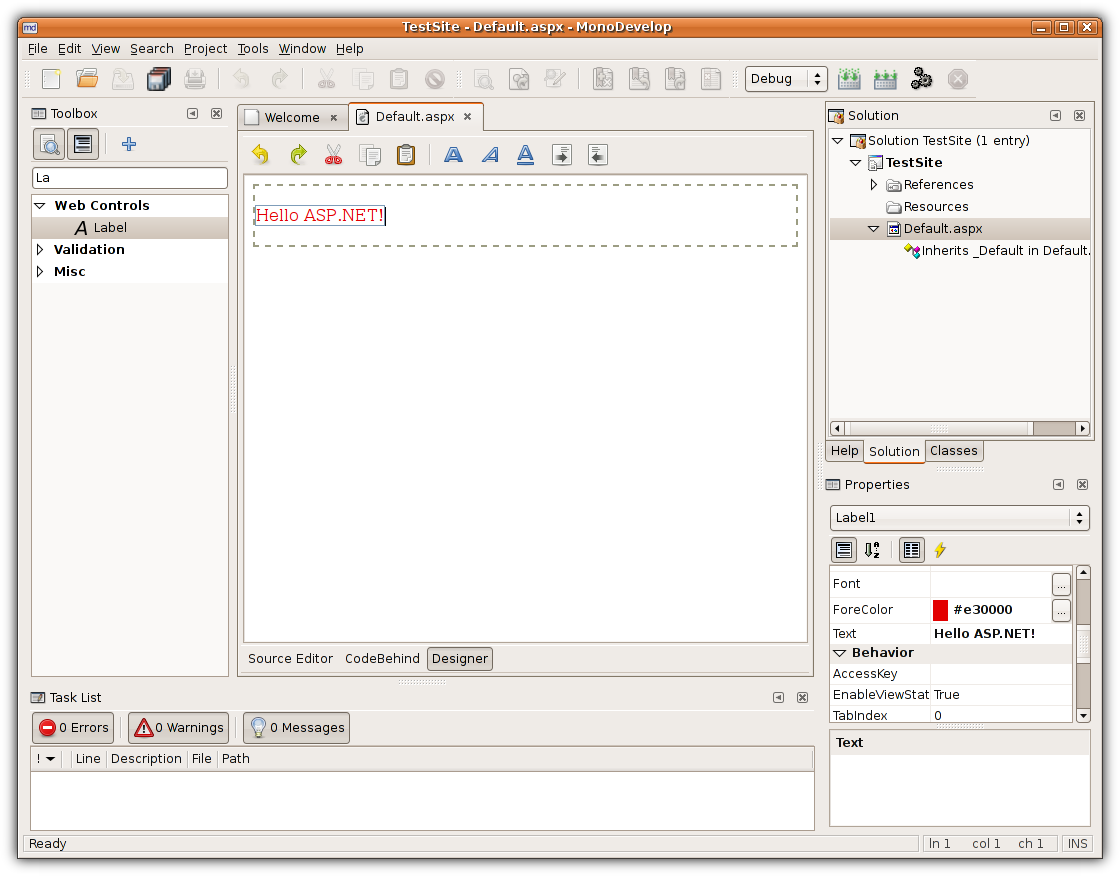 TestSite - Default.aspx - MonoDevelop
File Edit View Search Project Tools Window Help
Debug
Toolbox
La
Web Controls
A Label
Validation
Misc
Welcome Default.aspx
Hello ASP.NET!
Source Editor CodeBehind Designer
Solution
Solution TestSite (1 entry)
TestSite
References
Resources
Default.aspx
Inherits _Default in Default.
Help Solution Classes
Properties
Label1
Font ...
ForeColor #e30000 ...
Text Hello ASP.NET!
Behavior
AccessKey
EnableViewStat True
TabIndex 0
Text
Task List
0 Errors 0 Warnings 0 Messages
! Line Description File Path
Ready ln 1 col 1 ch 1 INS